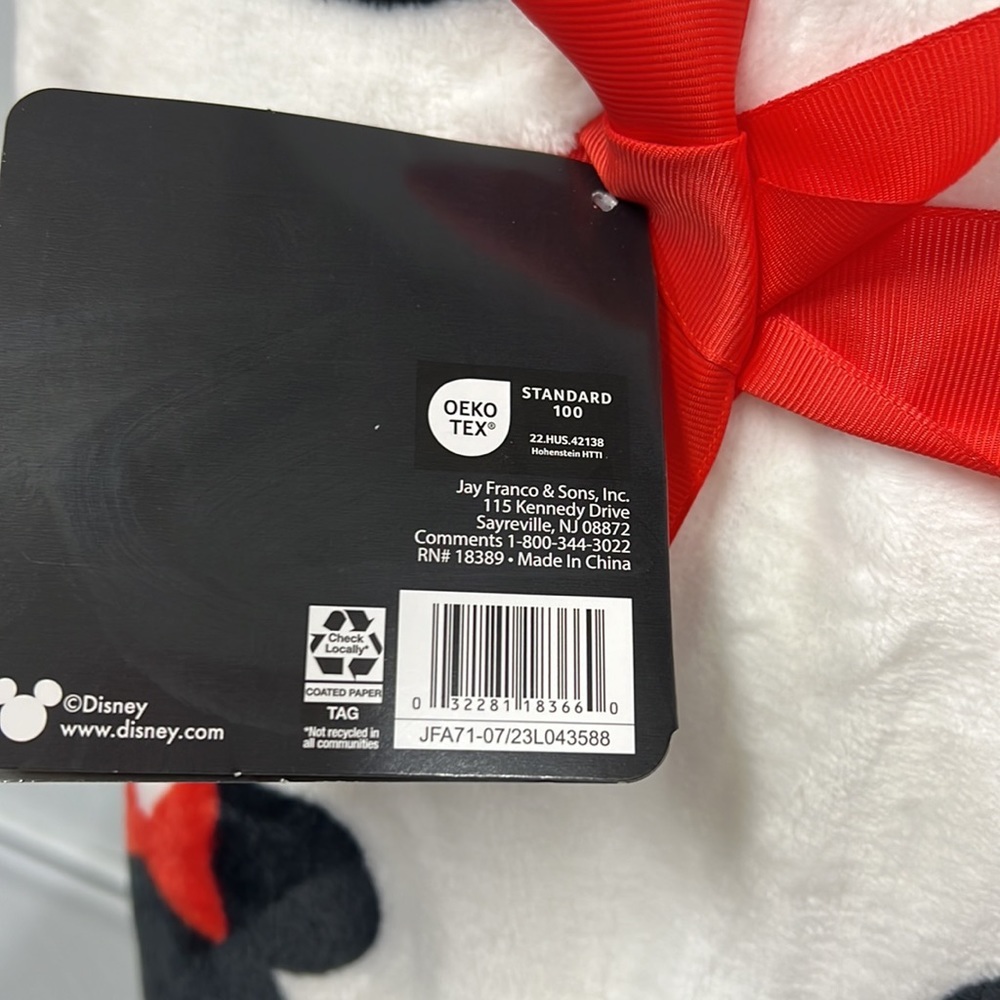 OEKO
TEX®
STANDARD
100
22.HUS.42138
Hohenstein HTTI
Jay Franco & Sons, Inc.
115 Kennedy Drive
Sayreville, NJ 08872
Comments 1-800-344-3022
RN# 18389 • Made In China
Check
Locally*
COATED PAPER
TAG
*Not recycled in
all communities
0 32281 18366 0
JFA71-07/23L043588
©Disney
www.disney.com